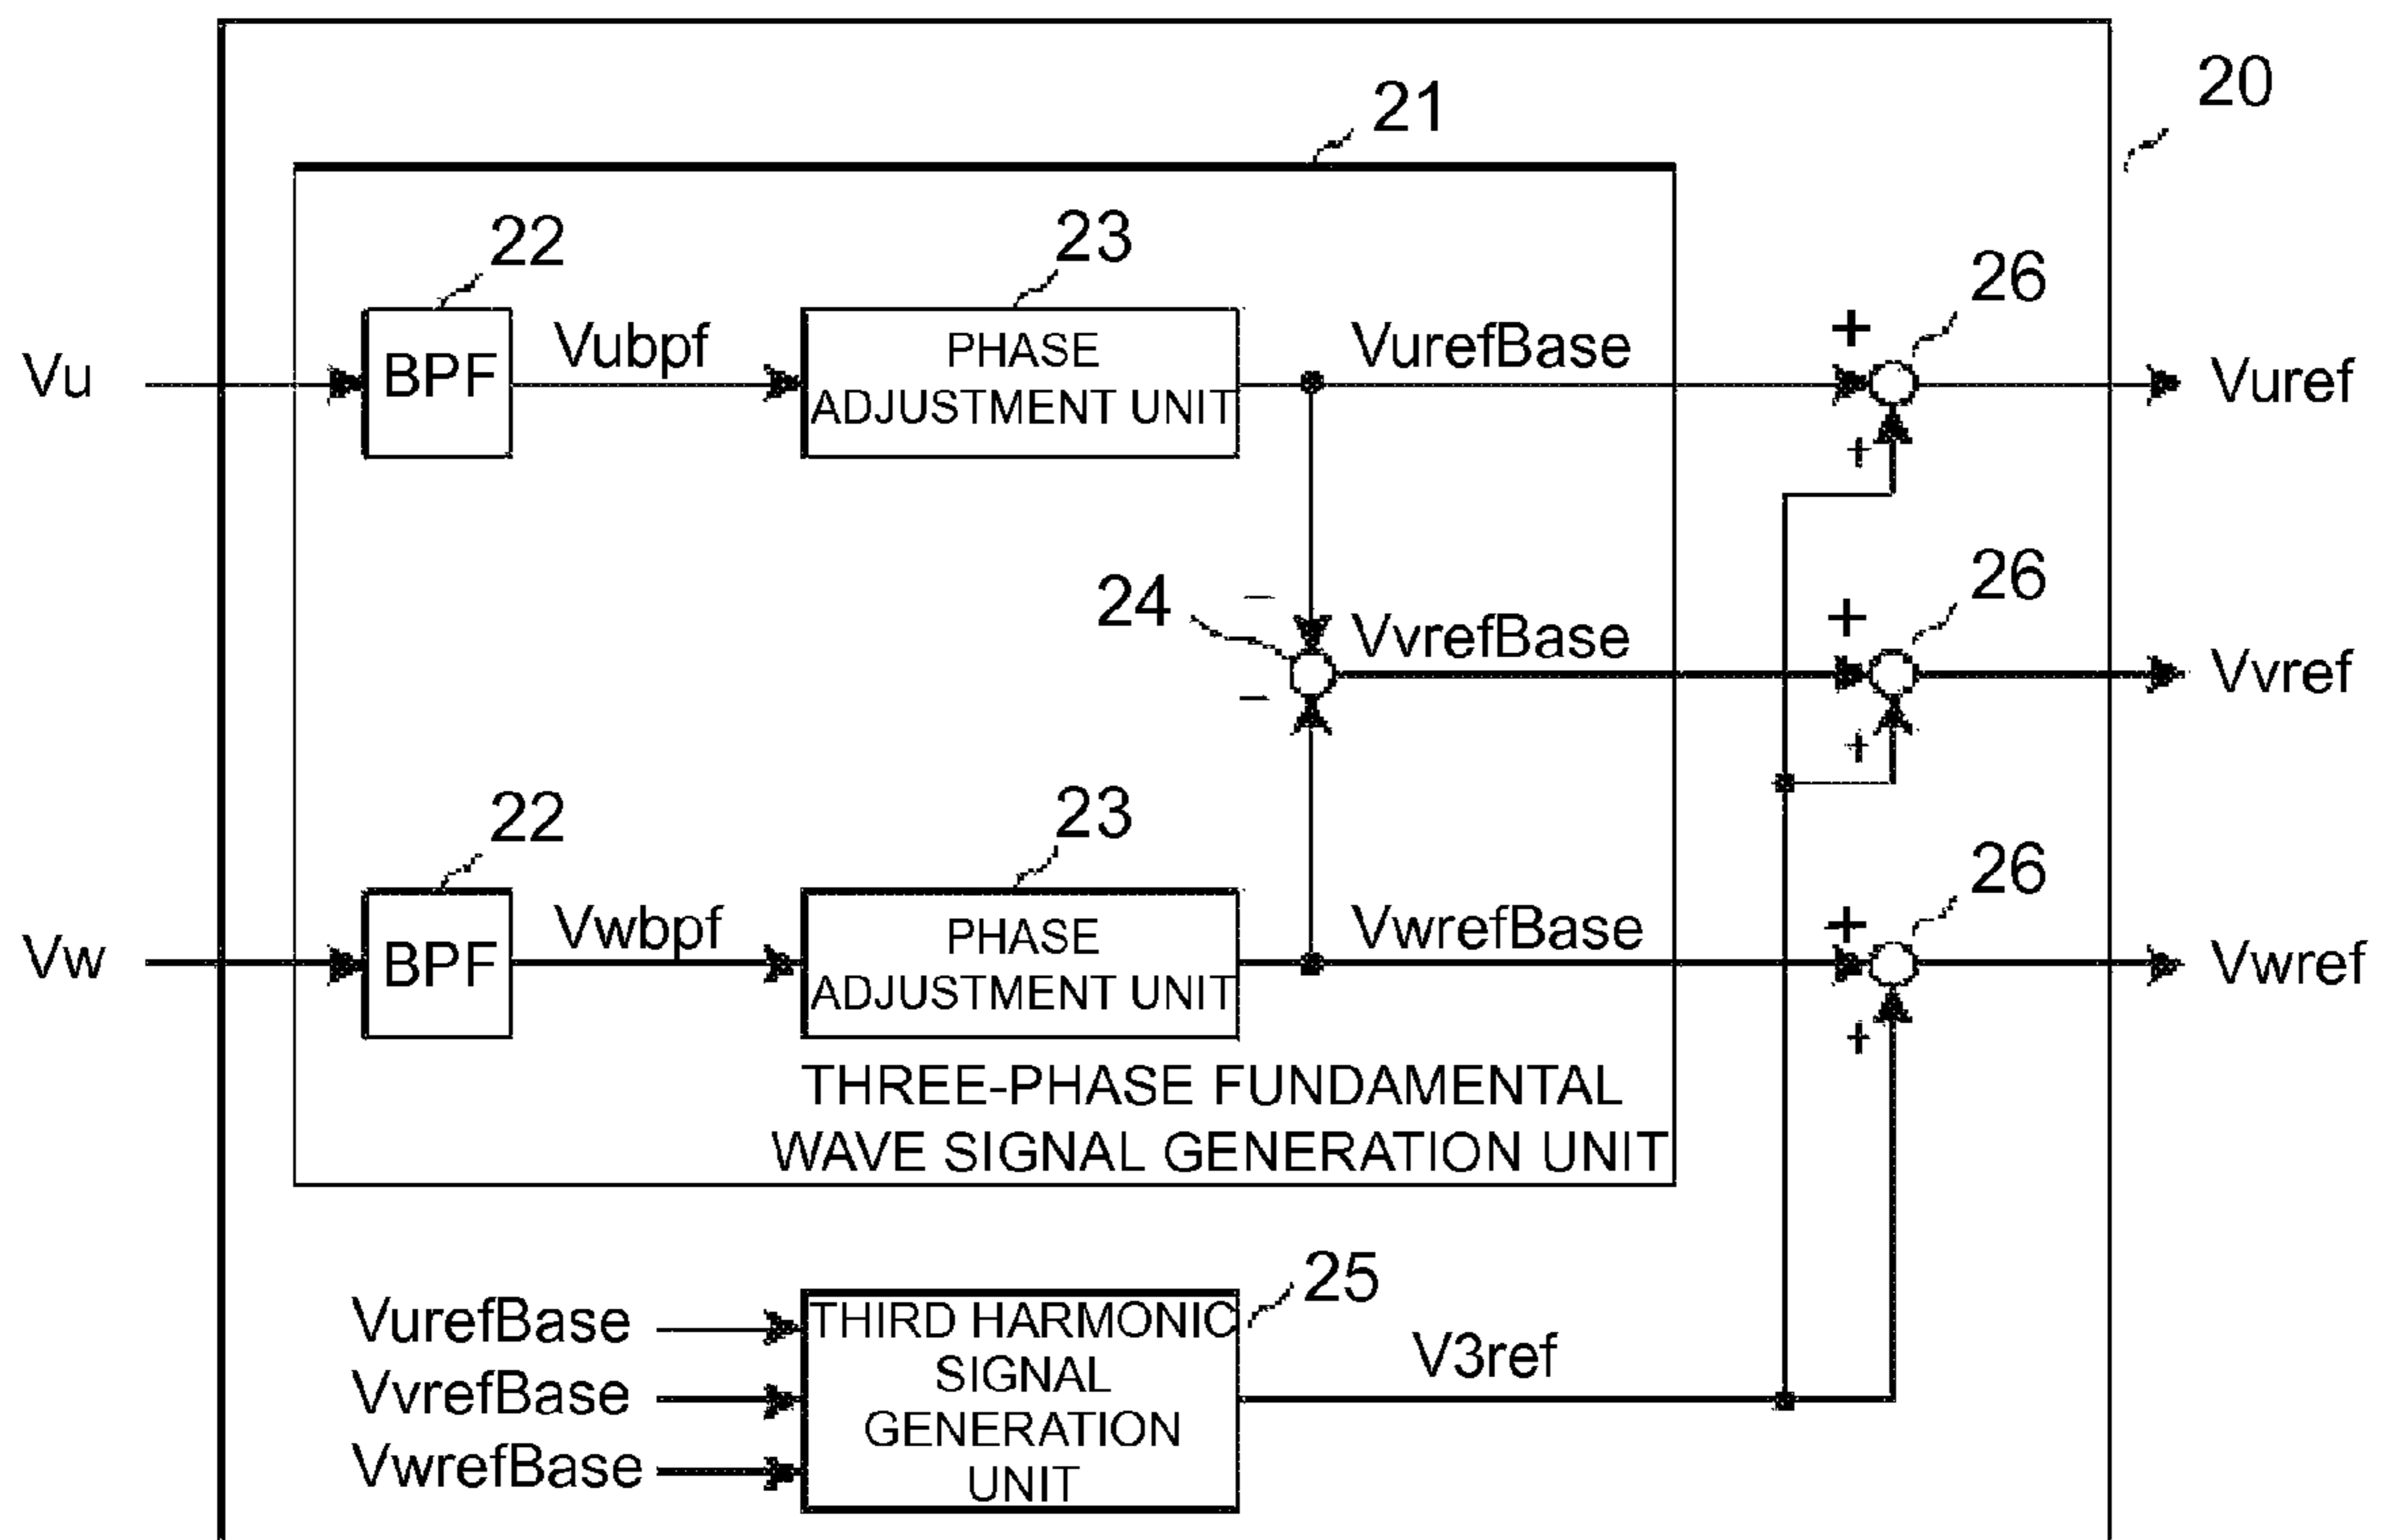 20
21
22
23
26
Vu
BPF
Vubpf
PHASE
ADJUSTMENT UNIT
VurefBase
+
+
Vuref
24
−
−
VvrefBase
26
+
+
Vvref
22
23
26
Vw
BPF
Vwbpf
PHASE
ADJUSTMENT UNIT
VwrefBase
+
+
Vwref
THREE-PHASE FUNDAMENTAL
WAVE SIGNAL GENERATION UNIT
25
VurefBase
VvrefBase
VwrefBase
THIRD HARMONIC
SIGNAL
GENERATION
UNIT
V3ref